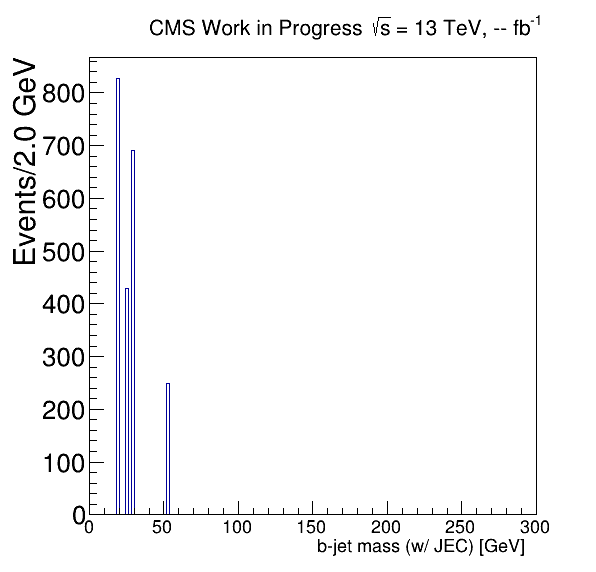 CMS Work in Progress √s = 13 TeV, -- fb⁻¹
Events/2.0 GeV
800
700
600
500
400
300
200
100
0
0 50 100 150 200 250 300
b-jet mass (w/ JEC) [GeV]